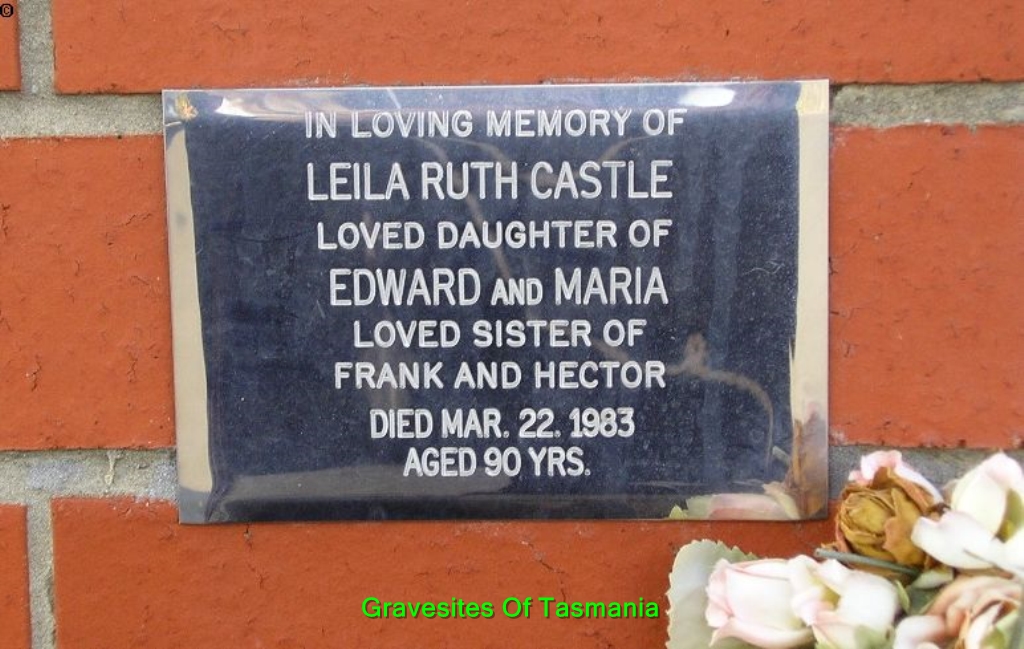 ©
IN LOVING MEMORY OF
LEILA RUTH CASTLE
LOVED DAUGHTER OF
EDWARD AND MARIA
LOVED SISTER OF
FRANK AND HECTOR
DIED MAR. 22. 1983
AGED 90 YRS.
Gravesites Of Tasmania